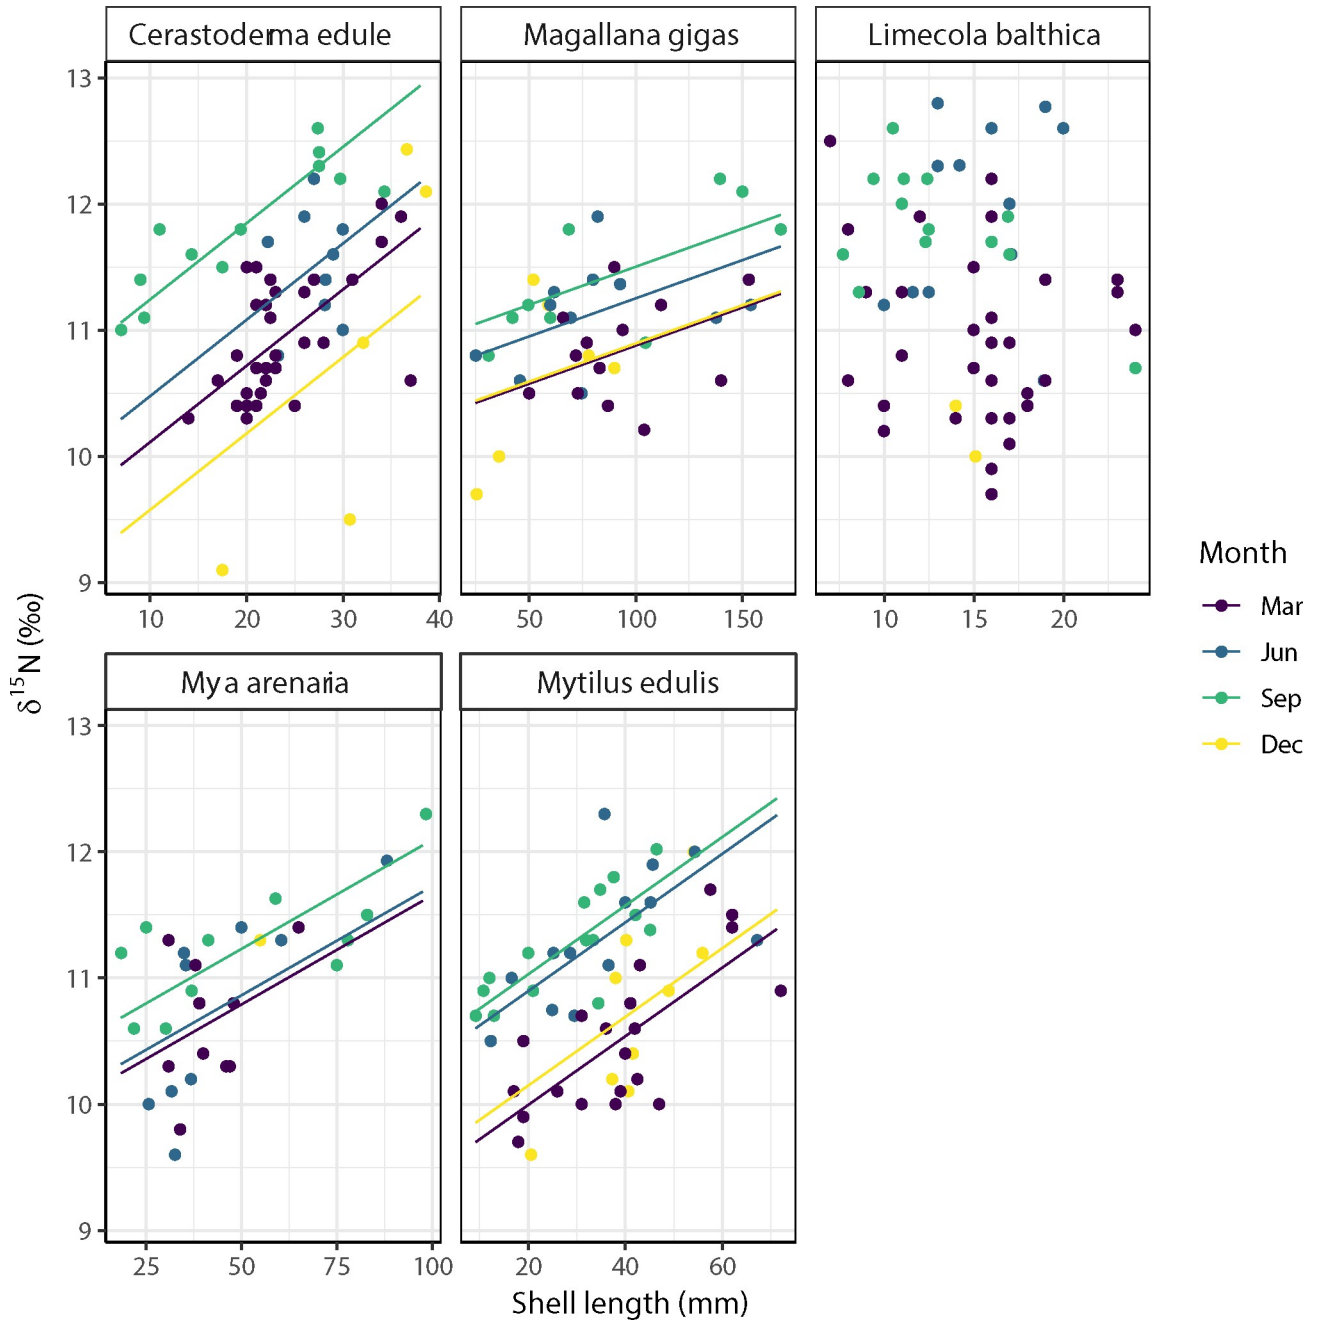 Cerastoderma edule
Magallana gigas
Limecola balthica
13
12
11
10
9
10 20 30 40
50 100 150
10 15 20
Mya arenaria
Mytilus edulis
13
12
11
10
9
25 50 75 100
20 40 60
δ¹⁵N (‰)
Shell length (mm)
Month
Mar
Jun
Sep
Dec